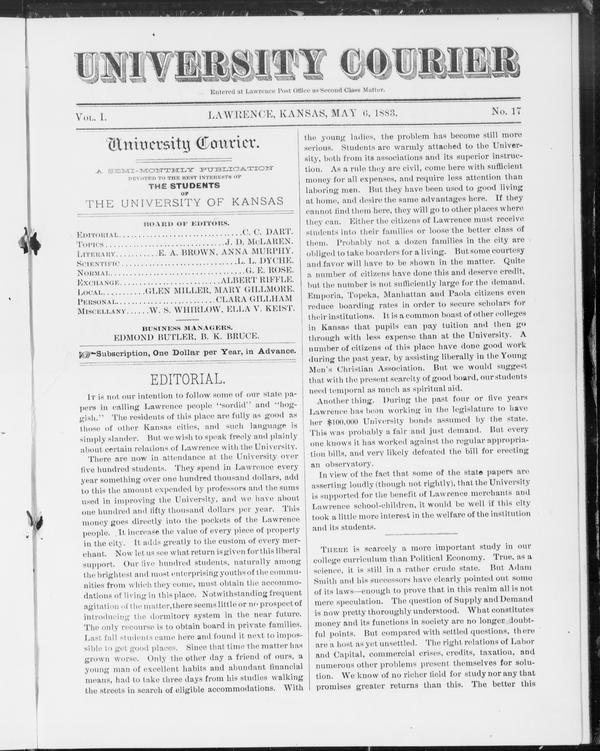 UNIVERSITY COURIER
Entered at Lawrence Post Office as Second Class Matter.
VOL. I. LAWRENCE, KANSAS, MAY 6, 1883. No. 17
University Courier.
A SEMI-MONTHLY PUBLICATION
DEVOTED TO THE BEST INTERESTS OF
THE STUDENTS
OF
THE UNIVERSITY OF KANSAS
BOARD OF EDITORS.
EDITORIAL..............................C. C. DART.
TOPICS..............................J. D. McLAREN.
LITERARY..........E. A. BROWN, ANNA MURPHY.
SCIENTIFIC..............................L. L. DYCHE.
NORMAL..............................G. E. ROSE.
EXCHANGE..............................ALBERT RIFFLE.
LOCAL..........GLEN MILLER, MARY GILLMORE.
PERSONAL..............................CLARA GILLHAM
MISCELLANY......W. S. WHIRLOW, ELLA V. KEIST.
BUSINESS MANAGERS.
EDMOND BUTLER, B. K. BRUCE.
☞Subscription, One Dollar per Year, in Advance.
EDITORIAL.
IT is not our intention to follow some of our state pa-
pers in calling Lawrence people "sordid" and "hog-
gish." The residents of this place are fully as good as
those of other Kansas cities, and such language is
simply slander. But we wish to speak freely and plainly
about certain relations of Lawrence with the University.
There are now in attendance at the University over
five hundred students. They spend in Lawrence every
year something over one hundred thousand dollars, add
to this the amount expended by professors and the sums
used in improving the University, and we have about
one hundred and fifty thousand dollars per year. This
money goes directly into the pockets of the Lawrence
people. It increase the value of every piece of property
in the city. It adds greatly to the custom of every mer-
chant. Now let us see what return is given for this liberal
support. Our five hundred students, naturally among
the brightest and most enterprising youths of the commu-
nities from which they come, must obtain the accommo-
dations of living in this place. Notwithstanding frequent
agitation of the matter, there seems little or no prospect of
introducing the dormitory system in the near future.
The only recourse is to obtain board in private families.
Last fall students came here and found it next to impos-
sible to get good places. Since that time the matter has
grown worse. Only the other day a friend of ours, a
young man of excellent habits and abundant financial
means, had to take three days from his studies walking
the streets in search of eligible accommodations. With
the young ladies, the problem has become still more
serious. Students are warmly attached to the Univer-
sity, both from its associations and its superior instruc-
tion. As a rule they are civil, come here with sufficient
money for all expenses, and require less attention than
laboring men. But they have been used to good living
at home, and desire the same advantages here. If they
cannot find them here, they will go to other places where
they can. Either the citizens of Lawrence must receive
students into their families or loose the better class of
them. Probably not a dozen families in the city are
obliged to take boarders for a living. But some courtesy
and favor will have to be shown in the matter. Quite
a number of citizens have done this and deserve credit,
but the number is not sufficiently large for the demand.
Emporia, Topeka, Manhattan and Paola citizens even
reduce boarding rates in order to secure scholars for
their institutions. It is a common boast of other colleges
in Kansas that pupils can pay tuition and then go
through with less expense than at the University. A
number of citizens of this place have done good work
during the past year, by assisting liberally in the Young
Men's Christian Association. But we would suggest
that with the present scarcity of good board, our students
need temporal as much as spiritual aid.
Another thing. During the past four or five years
Lawrence has been working in the legislature to have
her $100,000 University bonds assumed by the state.
This was probably a fair and just demand. But every
one knows it has worked against the regular appropria-
tion bills, and very likely defeated the bill for erecting
an observatory.
In view of the fact that some of the state papers are
asserting loudly (though not rightly), that the University
is supported for the benefit of Lawrence merchants and
Lawrence school-children, it would be well if this city
took a little more interest in the welfare of the institution
and its students.
THERE is scarcely a more important study in our
college curriculum than Political Economy. True, as a
science, it is still in a rather crude state. But Adam
Smith and his successors have clearly pointed out some
of its laws—enough to prove that in this realm all is not
mere speculation. The question of Supply and Demand
is now pretty thoroughly understood. What constitutes
money and its functions in society are no longer doubt-
ful points. But compared with settled questions, there
are a host as yet unsettled. The right relations of Labor
and Capital, commercial crises, credits, taxation, and
numerous other problems present themselves for solu-
tion. We know of no richer field for study nor any that
promises greater returns than this. The better this